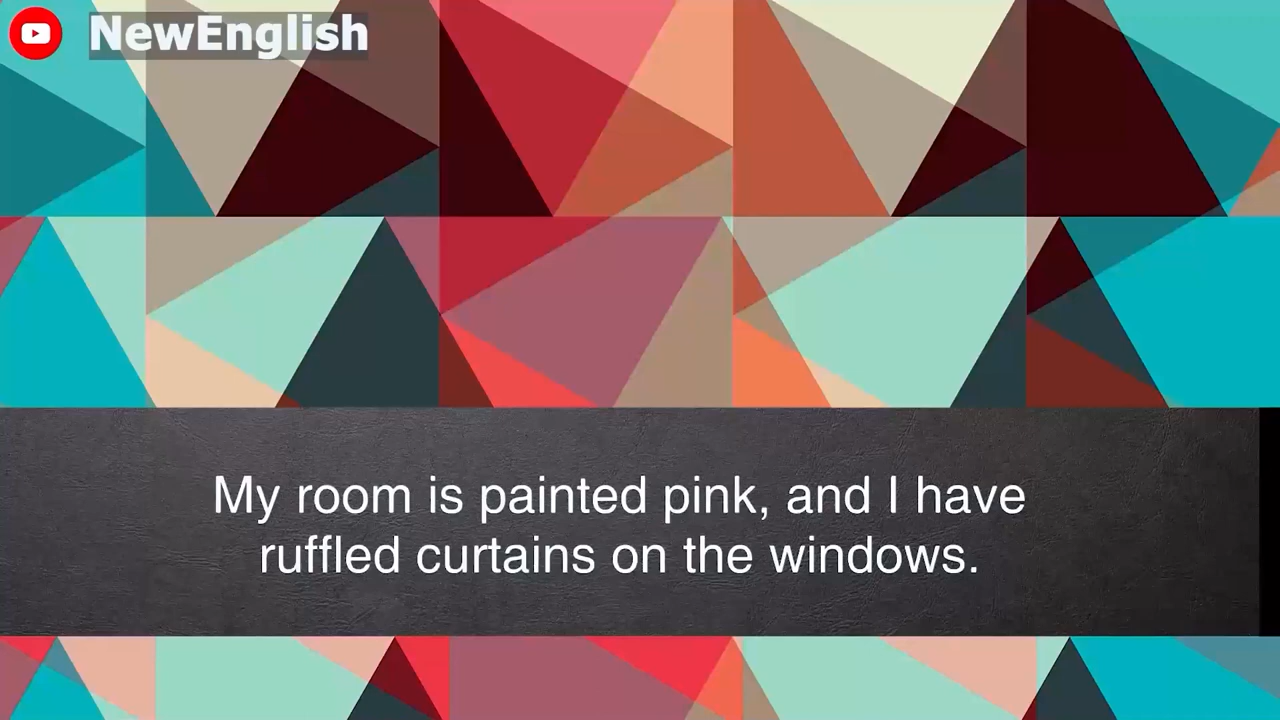 NewEnglish
My room is painted pink, and I have
ruffled curtains on the windows.